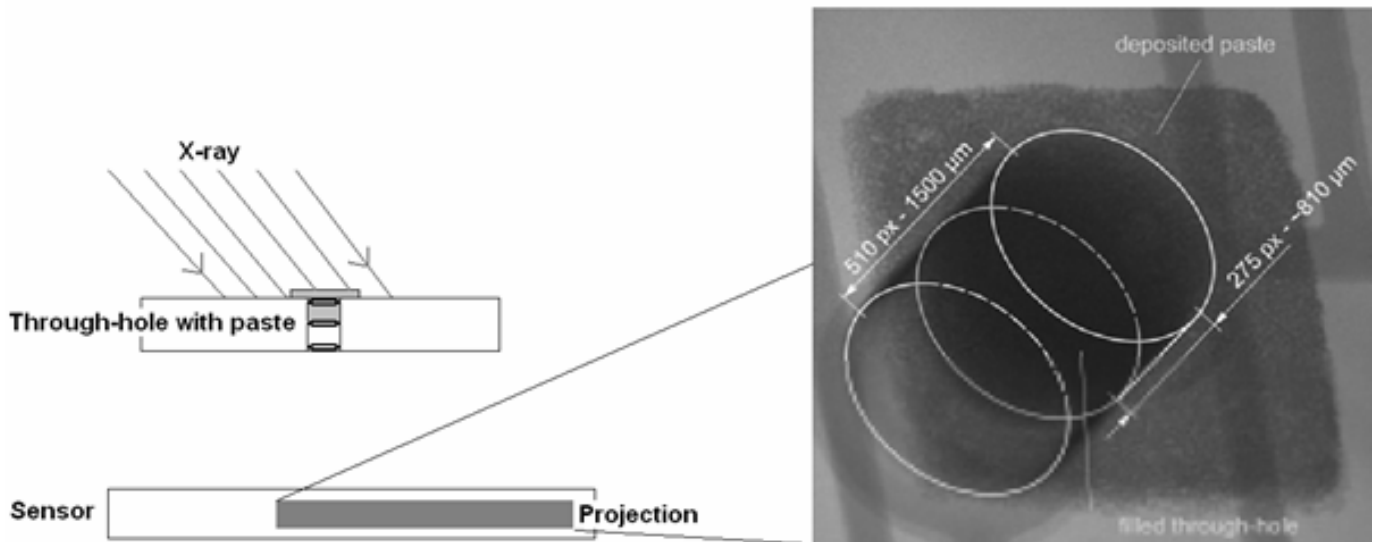 X-ray
Through-hole with paste
Sensor
Projection
deposited paste
510 px - 1500 µm
275 px - ~810 µm
filled through-hole